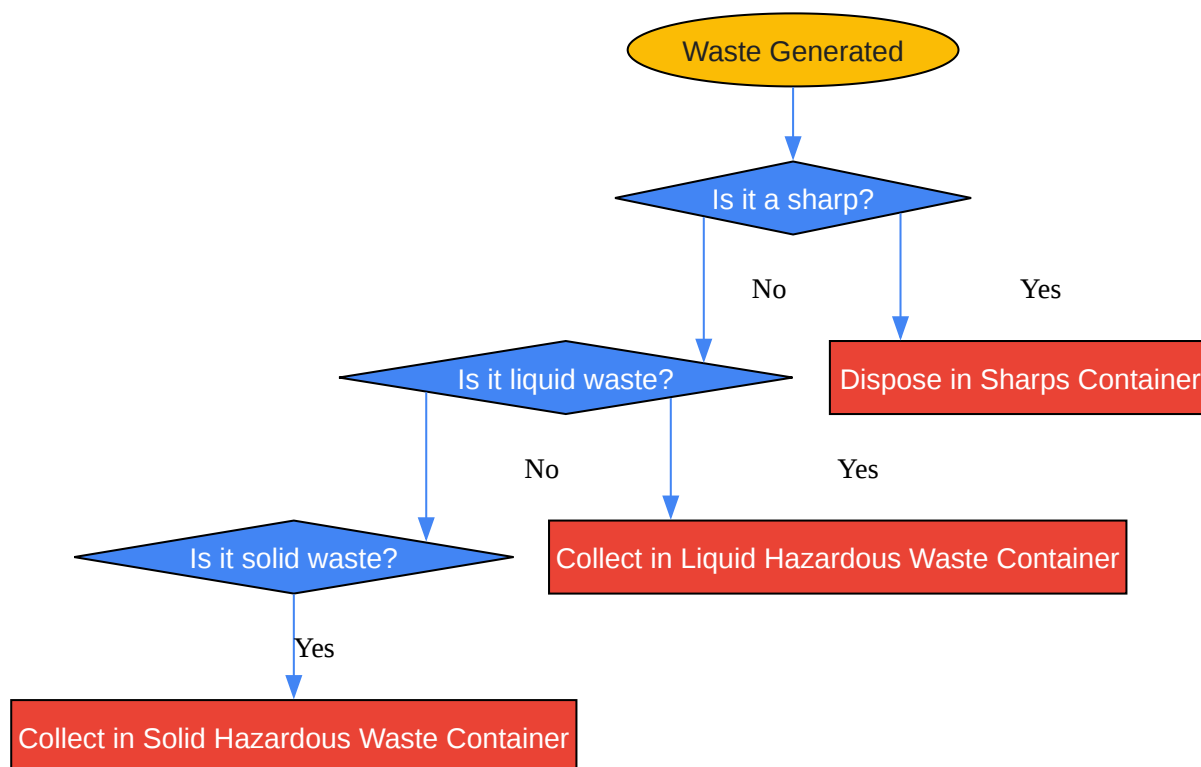 Waste Generated
Is it a sharp?
No
Yes
Is it liquid waste?
Dispose in Sharps Container
No
Yes
Is it solid waste?
Collect in Liquid Hazardous Waste Container
Yes
Collect in Solid Hazardous Waste Container